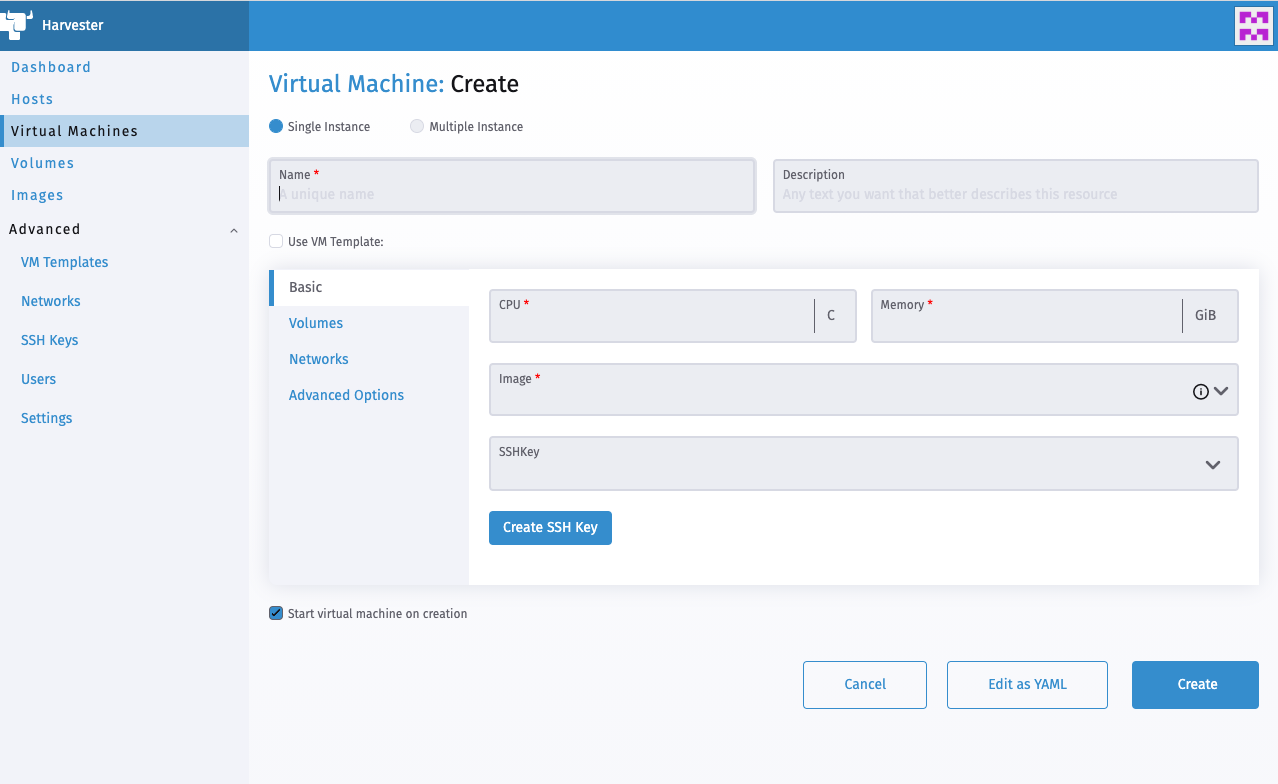 Harvester
Dashboard
Hosts
Virtual Machines
Volumes
Images
Advanced
VM Templates
Networks
SSH Keys
Users
Settings
Virtual Machine: Create
Single Instance Multiple Instance
Name * Description
A unique name Any text you want that better describes this resource
Use VM Template:
Basic
Volumes
Networks
Advanced Options
CPU * C Memory * GiB
Image *
SSHKey
Create SSH Key
Start virtual machine on creation
Cancel Edit as YAML Create